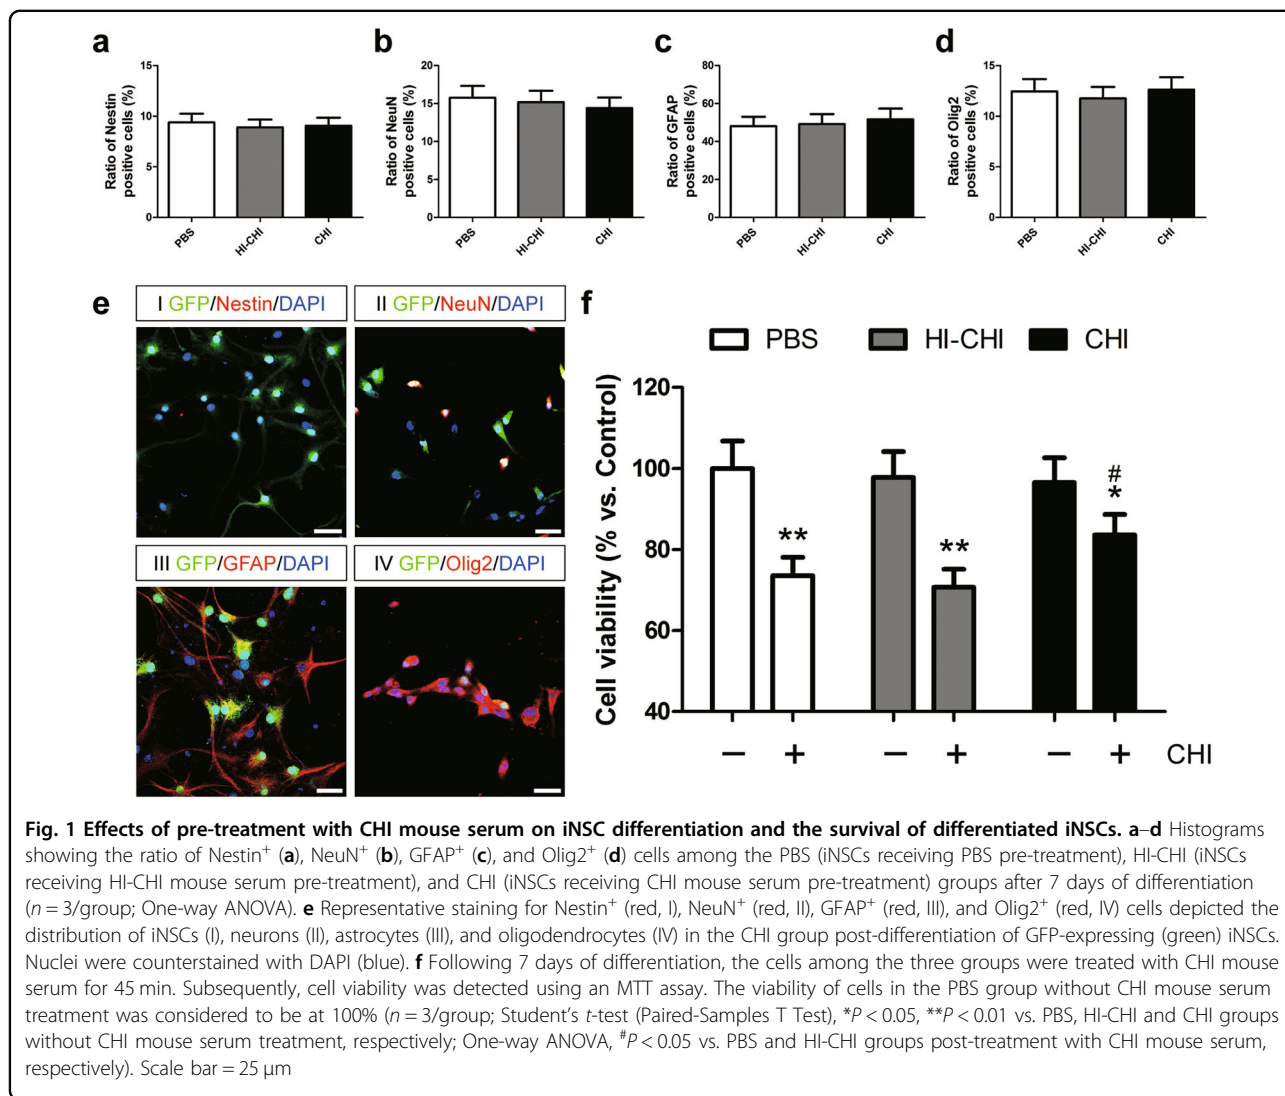 a
b
c
d
Ratio of Nestin
positive cells (%)
15
10
5
0
PBS
HI-CHI
CHI
Ratio of NeuN
positive cells (%)
20
15
10
5
0
PBS
HI-CHI
CHI
Ratio of GFAP
positive cells (%)
80
60
40
20
0
PBS
HI-CHI
CHI
Ratio of Olig2
positive cells (%)
15
10
5
0
PBS
HI-CHI
CHI
e
I GFP/Nestin/DAPI
II GFP/NeuN/DAPI
III GFP/GFAP/DAPI
IV GFP/Olig2/DAPI
f
PBS
HI-CHI
CHI
Cell viability (% vs. Control)
120
100
80
60
40
**
**
#
*
− + − + − + CHI
Fig. 1 Effects of pre-treatment with CHI mouse serum on iNSC differentiation and the survival of differentiated iNSCs. a–d Histograms
showing the ratio of Nestin⁺ (a), NeuN⁺ (b), GFAP⁺ (c), and Olig2⁺ (d) cells among the PBS (iNSCs receiving PBS pre-treatment), HI-CHI (iNSCs
receiving HI-CHI mouse serum pre-treatment), and CHI (iNSCs receiving CHI mouse serum pre-treatment) groups after 7 days of differentiation
(n = 3/group; One-way ANOVA). e Representative staining for Nestin⁺ (red, I), NeuN⁺ (red, II), GFAP⁺ (red, III), and Olig2⁺ (red, IV) cells depicted the
distribution of iNSCs (I), neurons (II), astrocytes (III), and oligodendrocytes (IV) in the CHI group post-differentiation of GFP-expressing (green) iNSCs.
Nuclei were counterstained with DAPI (blue). f Following 7 days of differentiation, the cells among the three groups were treated with CHI mouse
serum for 45 min. Subsequently, cell viability was detected using an MTT assay. The viability of cells in the PBS group without CHI mouse serum
treatment was considered to be at 100% (n = 3/group; Student's t-test (Paired-Samples T Test), *P < 0.05, **P < 0.01 vs. PBS, HI-CHI and CHI groups
without CHI mouse serum treatment, respectively; One-way ANOVA, #P < 0.05 vs. PBS and HI-CHI groups post-treatment with CHI mouse serum,
respectively). Scale bar = 25 μm